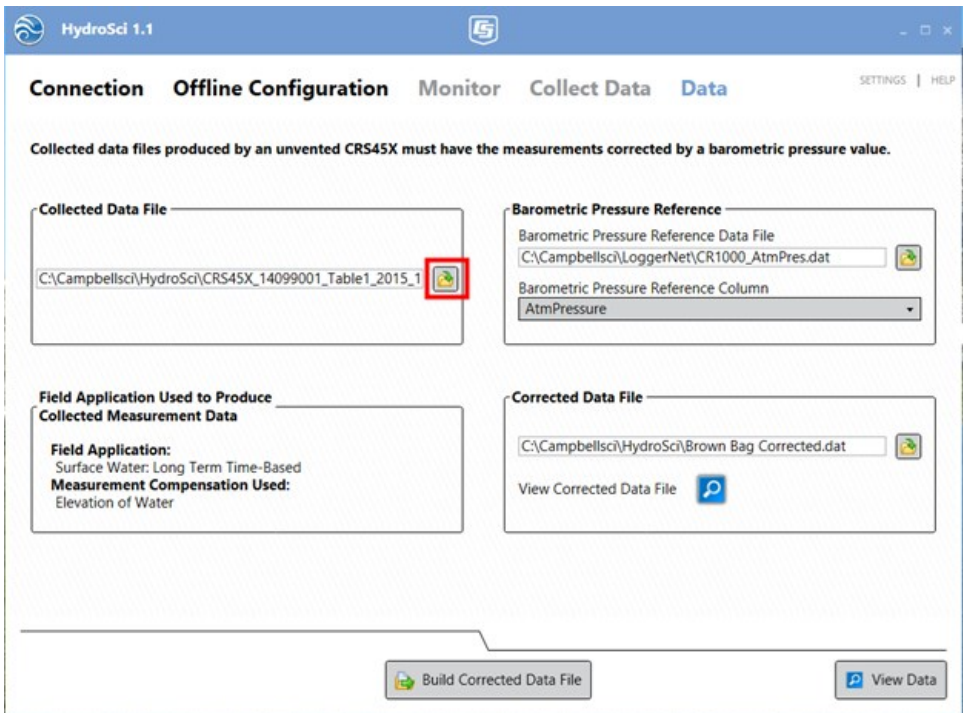 HydroSci 1.1
Connection Offline Configuration Monitor Collect Data Data
SETTINGS | HELP
Collected data files produced by an unvented CRS45X must have the measurements corrected by a barometric pressure value.
Collected Data File
C:\Campbellsci\HydroSci\CRS45X_14099001_Table1_2015_1
Barometric Pressure Reference
Barometric Pressure Reference Data File
C:\Campbellsci\LoggerNet\CR1000_AtmPres.dat
Barometric Pressure Reference Column
AtmPressure
Field Application Used to Produce
Collected Measurement Data
Field Application:
Surface Water: Long Term Time-Based
Measurement Compensation Used:
Elevation of Water
Corrected Data File
C:\Campbellsci\HydroSci\Brown Bag Corrected.dat
View Corrected Data File
Build Corrected Data File
View Data